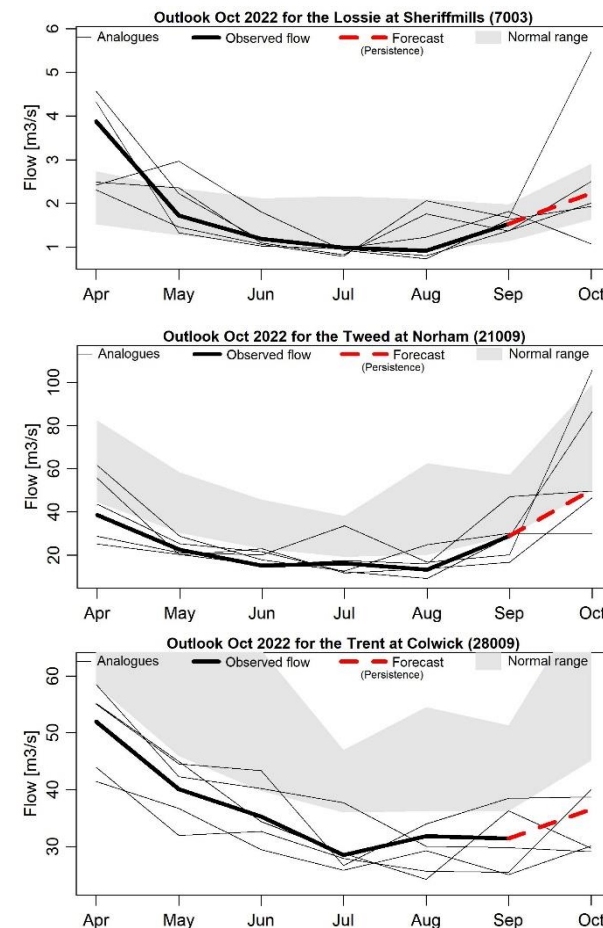 Outlook Oct 2022 for the Lossie at Sheriffmills (7003)
Analogues Observed flow Forecast Normal range
(Persistence)
Flow [m3/s]
6
5
4
3
2
1
Apr May Jun Jul Aug Sep Oct
Outlook Oct 2022 for the Tweed at Norham (21009)
Analogues Observed flow Forecast Normal range
(Persistence)
Flow [m3/s]
100
80
60
40
20
Apr May Jun Jul Aug Sep Oct
Outlook Oct 2022 for the Trent at Colwick (28009)
Analogues Observed flow Forecast Normal range
(Persistence)
Flow [m3/s]
60
50
40
30
Apr May Jun Jul Aug Sep Oct